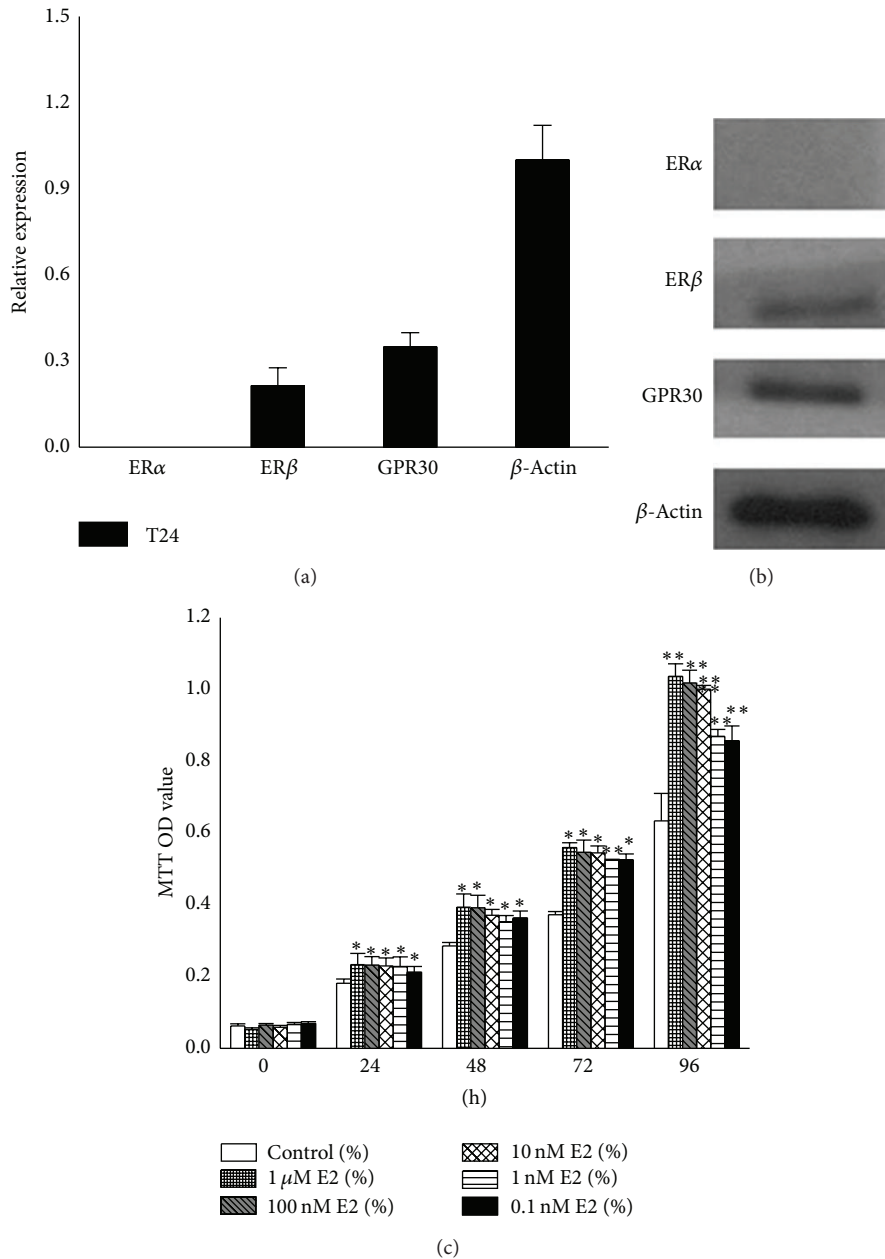 1.5
1.2
0.9
0.6
0.3
0.0
Relative expression
ERα
ERβ
GPR30
β-Actin
T24
(a)
ERα
ERβ
GPR30
β-Actin
(b)
1.2
1.0
0.8
0.6
0.4
0.2
0.0
MTT OD value
* * * * *
* * * * *
* * * ** *
** ** ** * ** **
0
24
48
72
96
(h)
Control (%)
1 μM E2 (%)
100 nM E2 (%)
10 nM E2 (%)
1 nM E2 (%)
0.1 nM E2 (%)
(c)